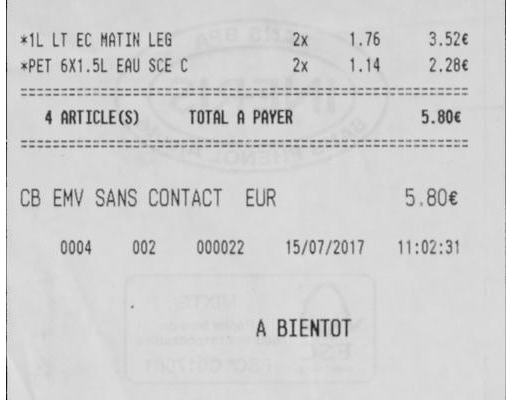 *1L LT EC MATIN LEG 2x 1.76 3.52€
*PET 6X1.5L EAU SCE C 2x 1.14 2.28€
4 ARTICLE(S) TOTAL A PAYER 5.80€
CB EMV SANS CONTACT EUR 5.80€
0004 002 000022 15/07/2017 11:02:31
A BIENTOT